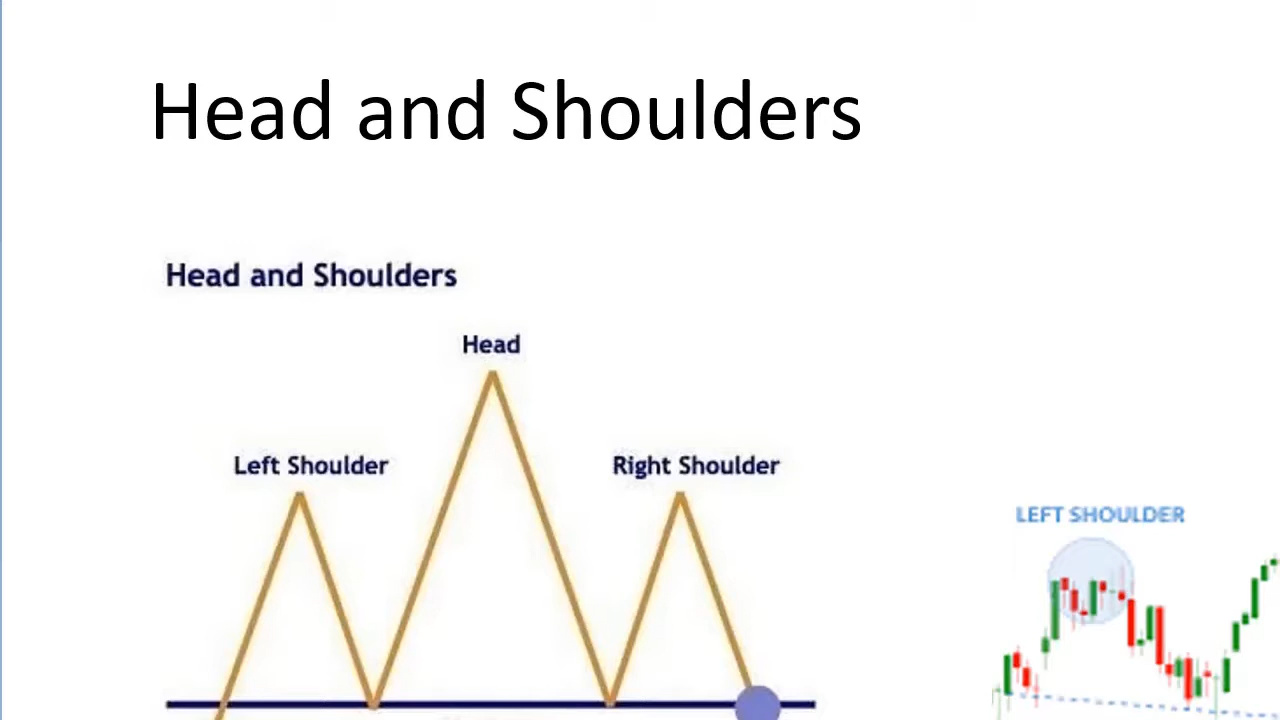 Head and Shoulders
Head and Shoulders
Head
Left Shoulder
Right Shoulder
LEFT SHOULDER